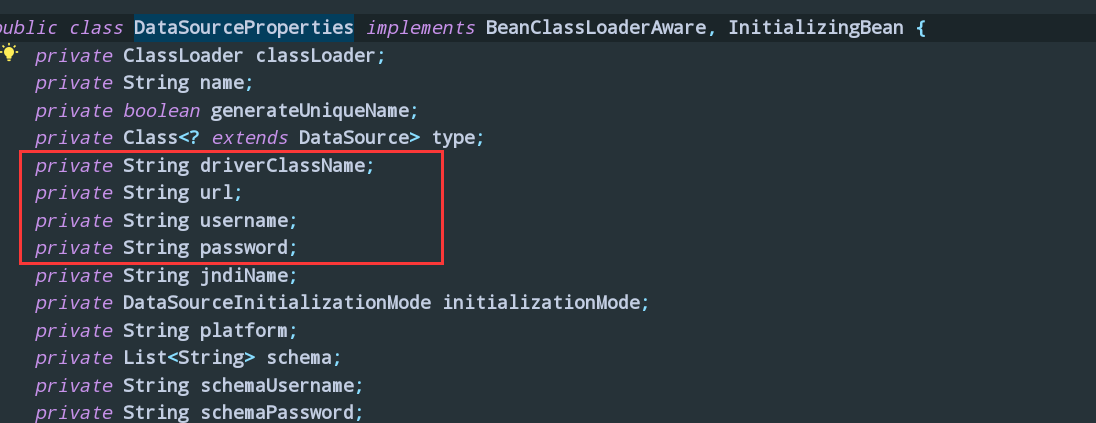 public class DataSourceProperties implements BeanClassLoaderAware, InitializingBean {
private ClassLoader classLoader;
private String name;
private boolean generateUniqueName;
private Class<? extends DataSource> type;
private String driverClassName;
private String url;
private String username;
private String password;
private String jndiName;
private DataSourceInitializationMode initializationMode;
private String platform;
private List<String> schema;
private String schemaUsername;
private String schemaPassword;